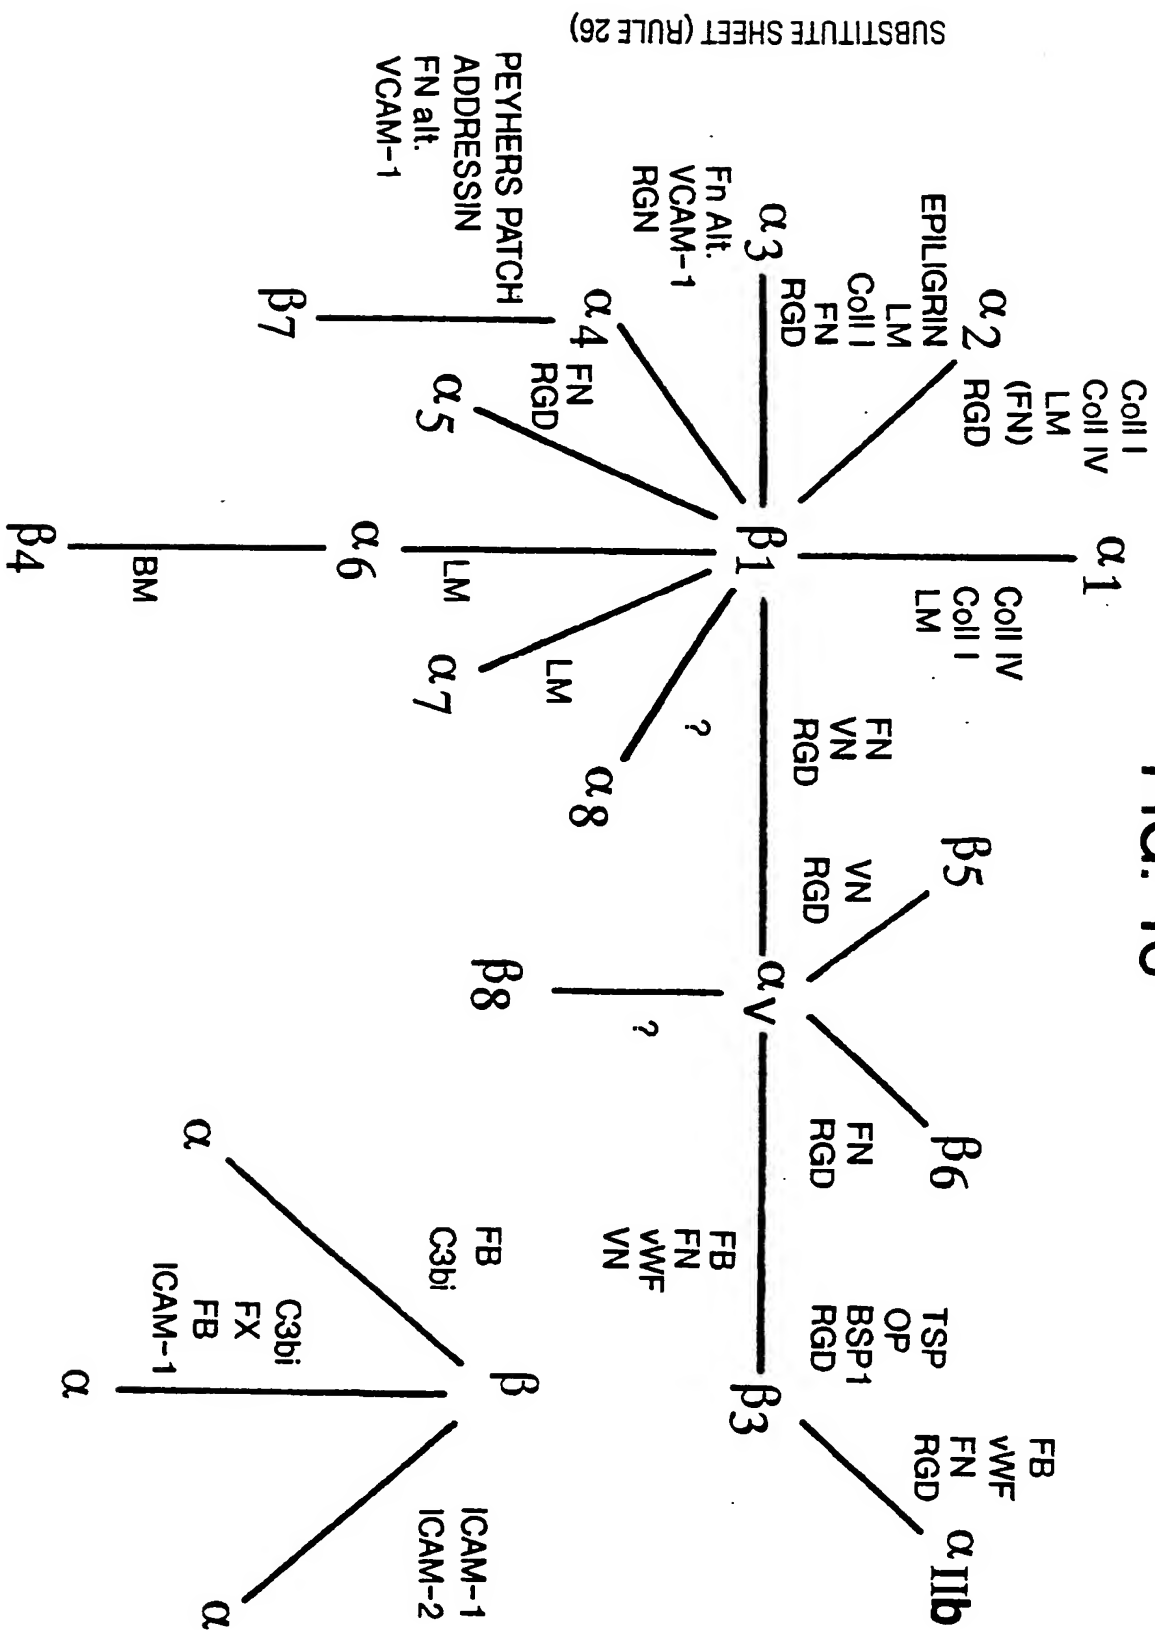 FIG.
α1
Coll I
Coll IV
LM
(FN)
RGD
α2
Coll IV
Coll I
LM
EPILIGRIN
LM
Coll I
FN
RGD
α3
β1
Fn Alt.
VCAM-1
RGN
α4
PEYHERS PATCH
ADDRESSIN
FN alt.
VCAM-1
β7
FN
RGD
α5
LM
α6
BM
β4
LM
α7
?
α8
FN
VN
RGD
αV
β5
VN
RGD
β6
FN
RGD
?
β8
TSP
OP
BSP1
RGD
FB
FN
vWF
VN
β3
FB
vWF
FN
RGD
αIIb
β
FB
C3bi
α
C3bi
FX
FB
ICAM-1
α
ICAM-1
ICAM-2
α
SUBSTITUTE SHEET (RULE 26)